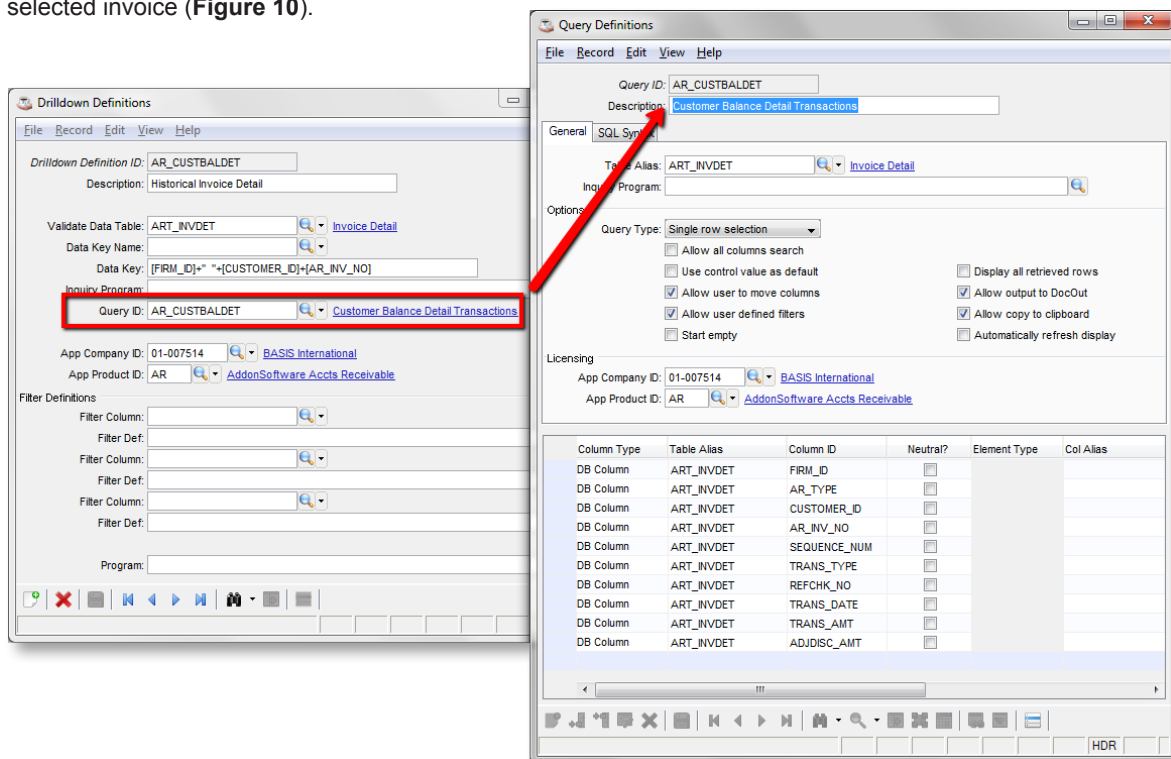 selected invoice (Figure 10).
Drilldown Definitions
File Record Edit View Help
Drilldown Definition ID: AR_CUSTBALDET
Description: Historical Invoice Detail
Validate Data Table: ART_INVDET Invoice Detail
Data Key Name:
Data Key: [FIRM_ID]+" "+[CUSTOMER_ID]+[AR_INV_NO]
Inquiry Program:
Query ID: AR_CUSTBALDET Customer Balance Detail Transactions
App Company ID: 01-007514 BASIS International
App Product ID: AR AddonSoftware Accts Receivable
Filter Definitions
Filter Column:
Filter Def:
Filter Column:
Filter Def:
Filter Column:
Filter Def:
Program:
Query Definitions
File Record Edit View Help
Query ID: AR_CUSTBALDET
Description: Customer Balance Detail Transactions
General SQL Syntax
Table Alias: ART_INVDET Invoice Detail
Inquiry Program:
Options
Query Type: Single row selection
Allow all columns search
Use control value as default Display all retrieved rows
Allow user to move columns Allow output to DocOut
Allow user defined filters Allow copy to clipboard
Start empty Automatically refresh display
Licensing
App Company ID: 01-007514 BASIS International
App Product ID: AR AddonSoftware Accts Receivable
Column Type Table Alias Column ID Neutral? Element Type Col Alias
DB Column ART_INVDET FIRM_ID
DB Column ART_INVDET AR_TYPE
DB Column ART_INVDET CUSTOMER_ID
DB Column ART_INVDET AR_INV_NO
DB Column ART_INVDET SEQUENCE_NUM
DB Column ART_INVDET TRANS_TYPE
DB Column ART_INVDET REFCHK_NO
DB Column ART_INVDET TRANS_DATE
DB Column ART_INVDET TRANS_AMT
DB Column ART_INVDET ADJDISC_AMT
HDR